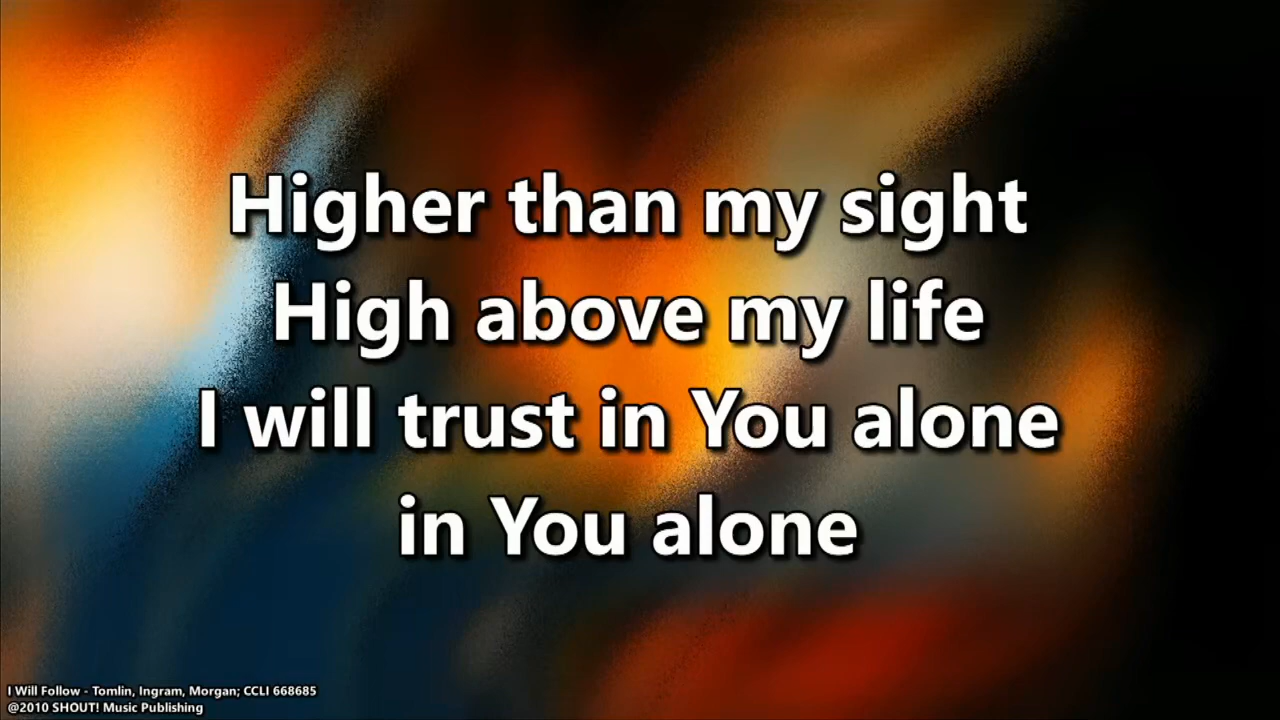 Higher than my sight
High above my life
I will trust in You alone
in You alone
I Will Follow - Tomlin, Ingram, Morgan; CCLI 668685
@2010 SHOUT! Music Publishing